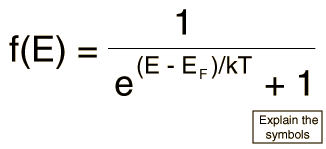 f(E) = 1 / (e^((E - E_F)/kT) + 1)
Explain the
symbols